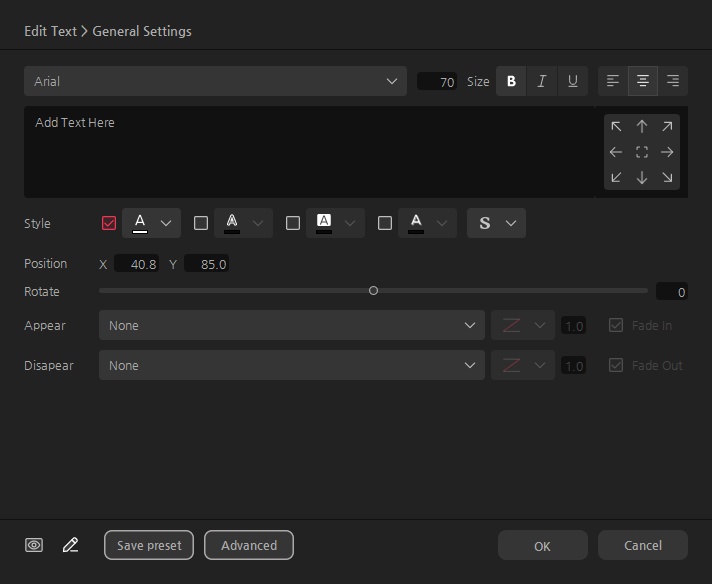 Edit Text > General Settings
Arial 70 Size B I U
Add Text Here
Style A A A A S
Position X 40.8 Y 85.0
Rotate 0
Appear None 1.0 Fade In
Disapear None 1.0 Fade Out
Save preset Advanced OK Cancel